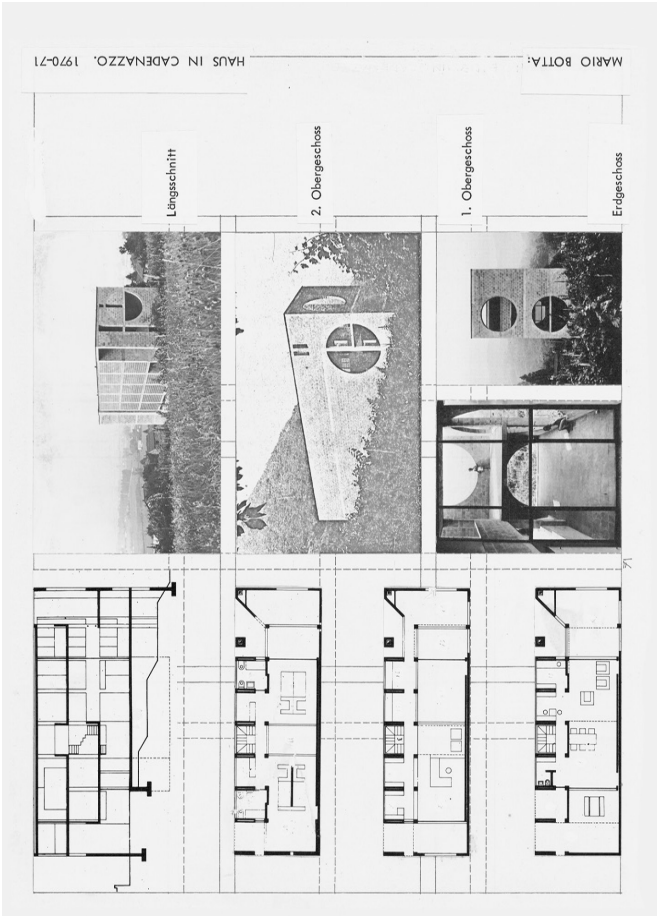 MARIO BOTTA:
HAUS IN CADENAZZO. 1970-71
Längsschnitt
2. Obergeschoss
1. Obergeschoss
Erdgeschoss